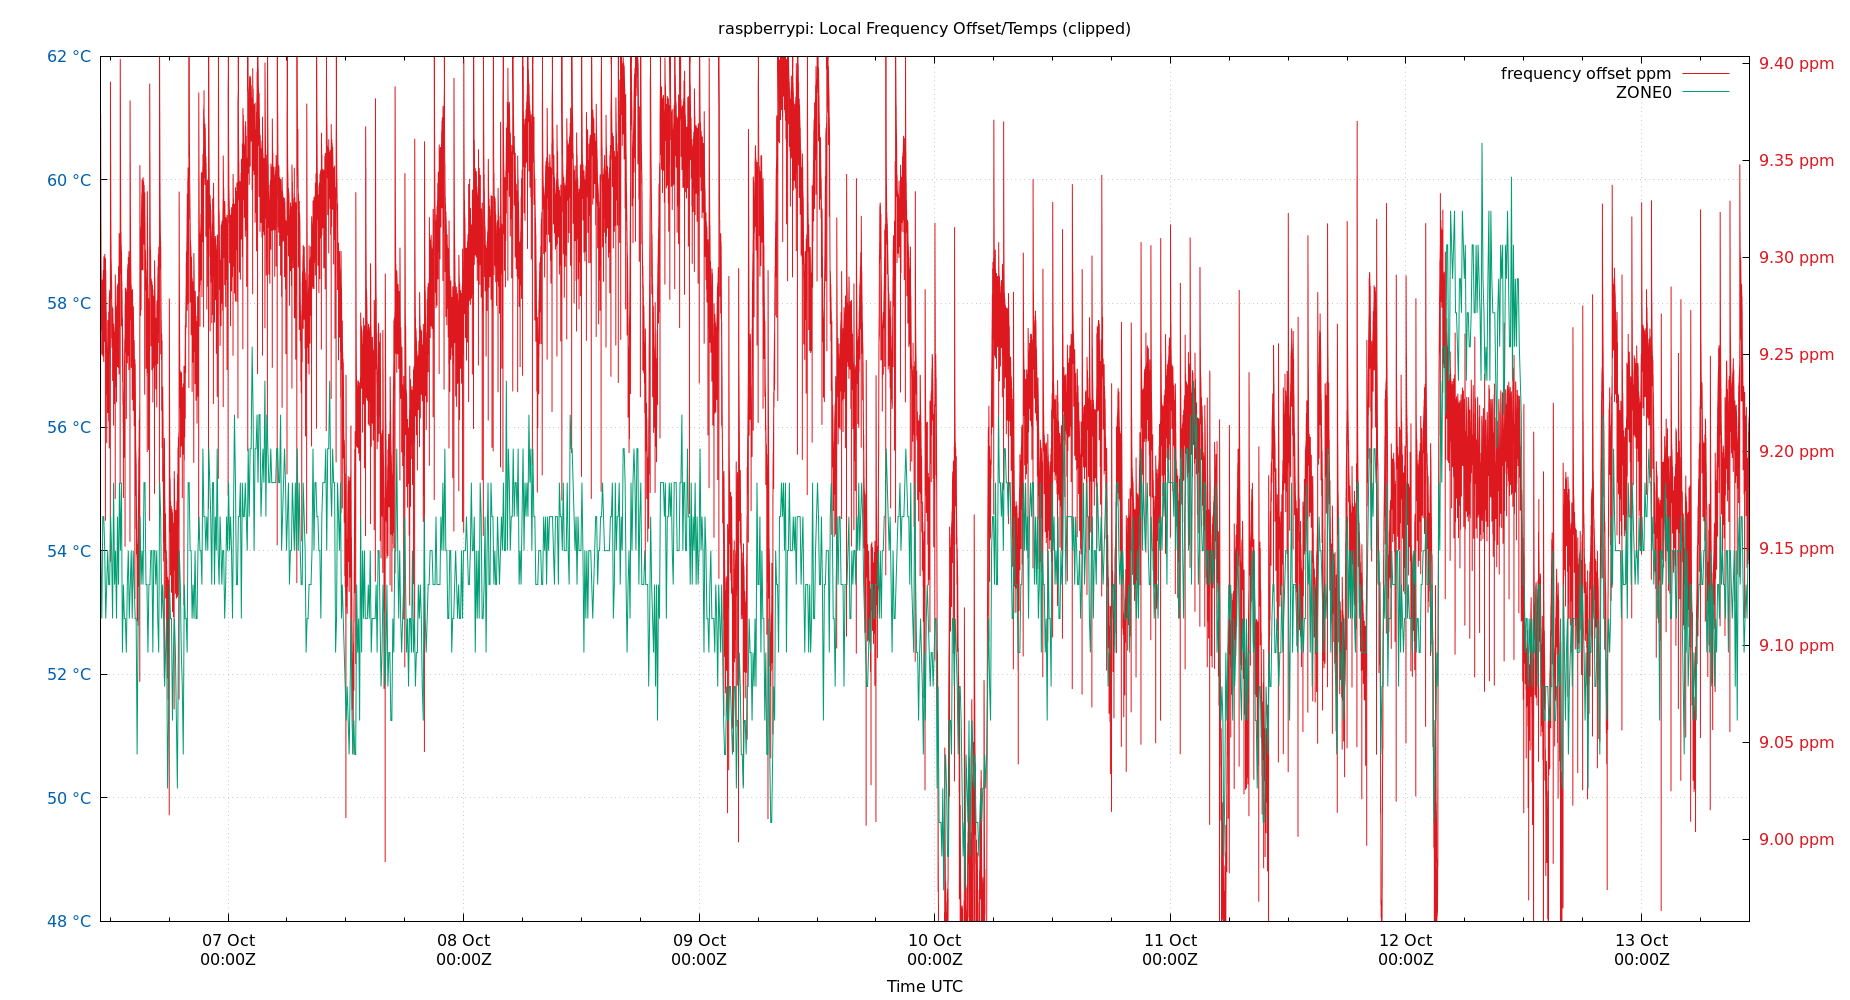 raspberrypi: Local Frequency Offset/Temps (clipped)
62 °C
60 °C
58 °C
56 °C
54 °C
52 °C
50 °C
48 °C
9.40 ppm
9.35 ppm
9.30 ppm
9.25 ppm
9.20 ppm
9.15 ppm
9.10 ppm
9.05 ppm
9.00 ppm
frequency offset ppm
ZONE0
07 Oct
00:00Z
08 Oct
00:00Z
09 Oct
00:00Z
10 Oct
00:00Z
11 Oct
00:00Z
12 Oct
00:00Z
13 Oct
00:00Z
Time UTC